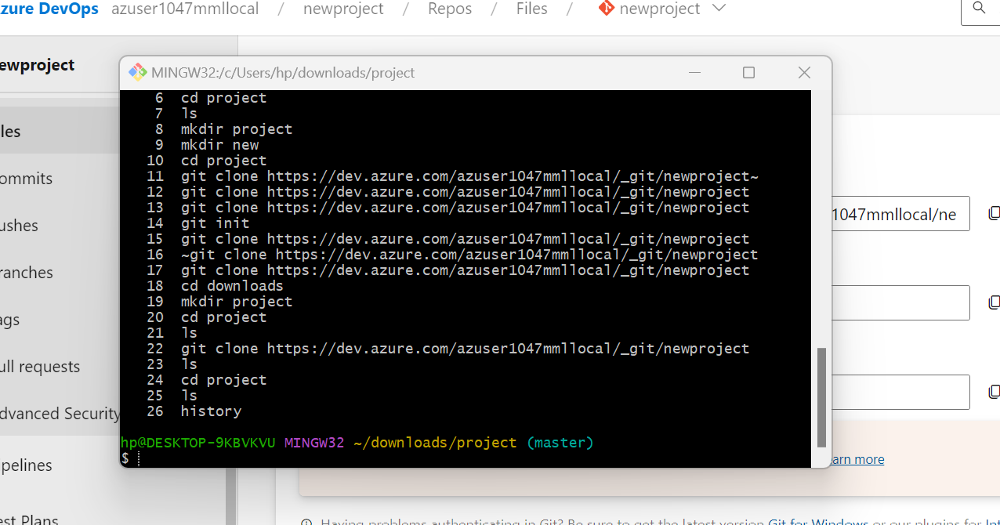 zure DevOps azuser1047mmllocal / newproject / Repos / Files / newproject
ewproject
MINGW32:/c/Users/hp/downloads/project
6 cd project
7 ls
8 mkdir project
9 mkdir new
10 cd project
11 git clone https://dev.azure.com/azuser1047mmllocal/_git/newproject~
12 git clone https://dev.azure.com/azuser1047mmllocal/_git/newproject
13 git clone https://dev.azure.com/azuser1047mmllocal/_git/newproject
14 git init
15 git clone https://dev.azure.com/azuser1047mmllocal/_git/newproject
16 ~git clone https://dev.azure.com/azuser1047mmllocal/_git/newproject
17 git clone https://dev.azure.com/azuser1047mmllocal/_git/newproject
18 cd downloads
19 mkdir project
20 cd project
21 ls
22 git clone https://dev.azure.com/azuser1047mmllocal/_git/newproject
23 ls
24 cd project
25 ls
26 history
hp@DESKTOP-9KBVKVU MINGW32 ~/downloads/project (master)
$
les
ommits
ushes
ranches
ags
ull requests
dvanced Security
pelines
est Plans
1047mmllocal/ne
arn more
Having problems authenticating in Git? Be sure to get the latest version Git for Windows or our plugins for Int